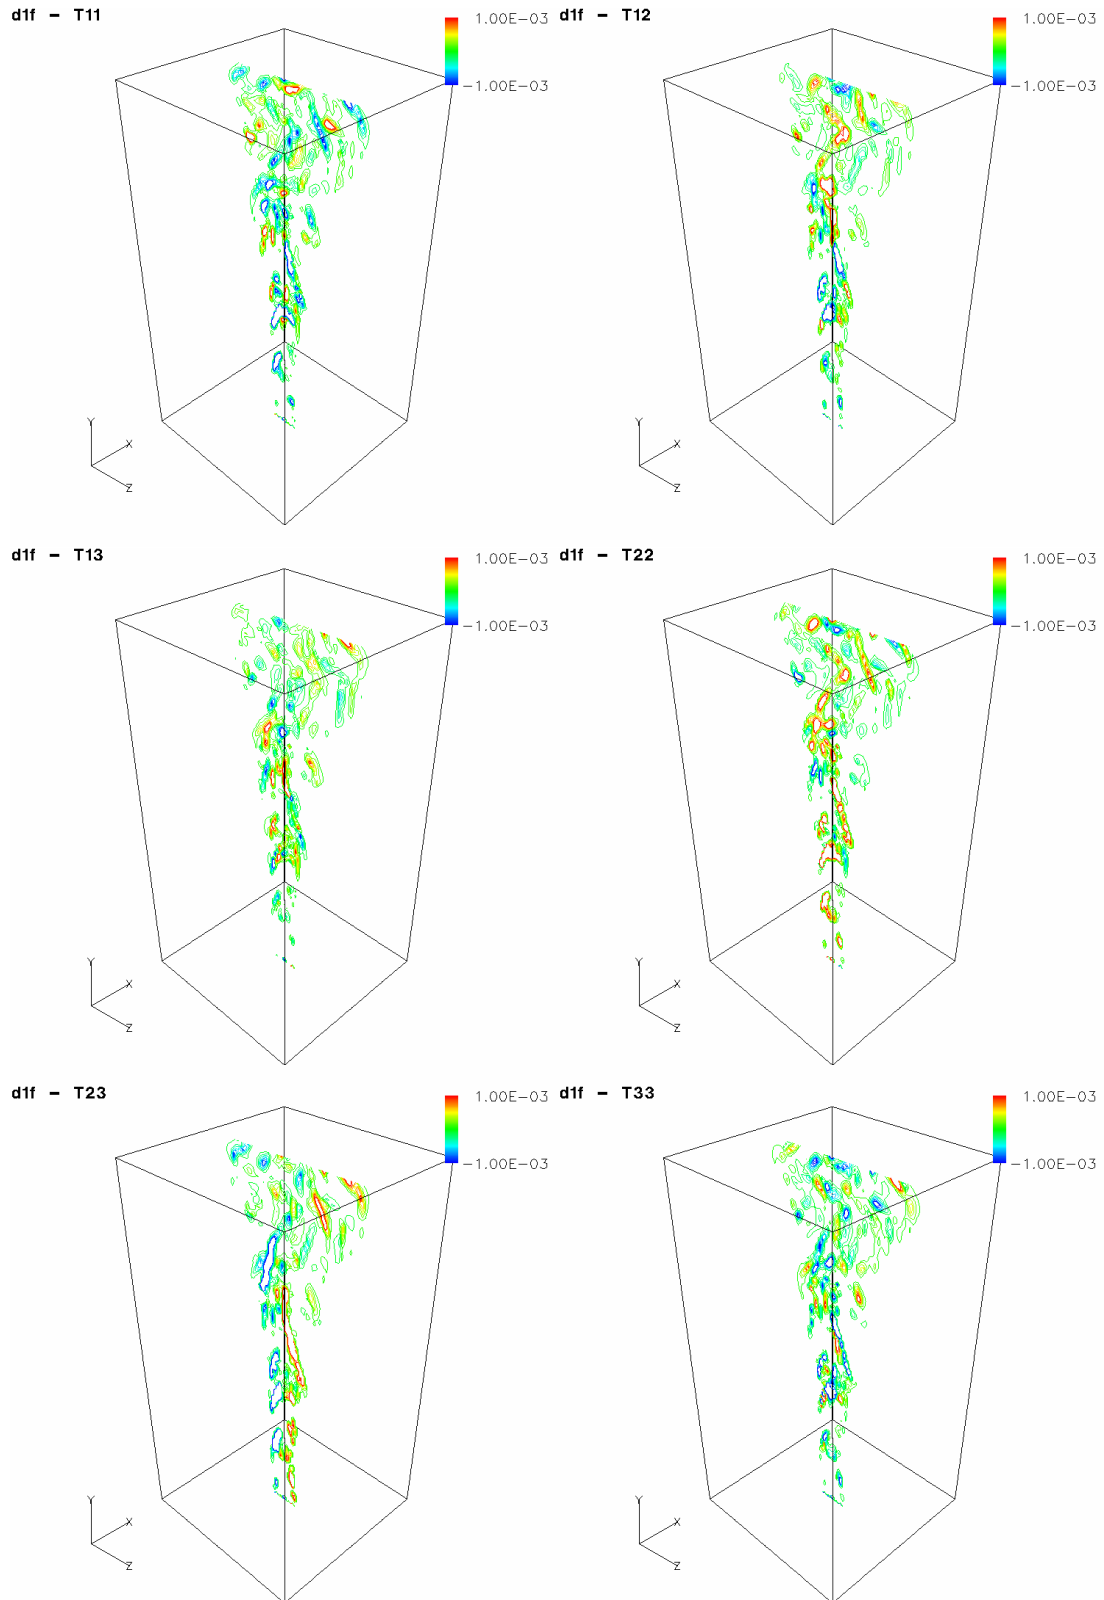 d1f - T11
1.00E-03
-1.00E-03
Y
X
Z
d1f - T12
1.00E-03
-1.00E-03
Y
X
Z
d1f - T13
1.00E-03
-1.00E-03
Y
X
Z
d1f - T22
1.00E-03
-1.00E-03
Y
X
Z
d1f - T23
1.00E-03
-1.00E-03
Y
X
Z
d1f - T33
1.00E-03
-1.00E-03
Y
X
Z